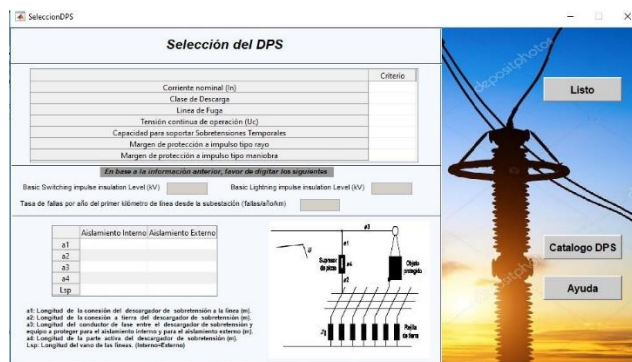 SeleccionDPS
Selección del DPS
Criterio
Corriente nominal (In)
Clase de Descarga
Linea de Fuga
Tensión continua de operación (Uc)
Capacidad para soportar Sobretensiones Temporales
Margen de protección a impulso tipo rayo
Margen de protección a impulso tipo maniobra
En base a la información anterior, favor de digitar los siguientes
Basic Switching impulse insulation Level (kV) Basic Lightning impulse insulation Level (kV)
Tasa de fallas por año del primer kilómetro de línea desde la subestación (fallas/año/km)
Aislamiento Interno Aislamiento Externo
a1
a2
a3
a4
Lsp
a3
a1
U
Supresor de picos
a4
Objeto protegido
a2
Rejilla de tierra
a1: Longitud de la conexión del descargador de sobretensión a la línea (m).
a2: Longitud de la conexión a tierra del descargador de sobretensión (m).
a3: Longitud del conductor de fase entre el descargador de sobretensión y
equipo a proteger para el aislamiento interno y para el aislamiento externo (m).
a4: Longitud de la parte activa del descargador de sobretensión (m).
Lsp: Longitud del vano de las líneas. (Interno=Externo)
depositphotos
Listo
Catalogo DPS
Ayuda